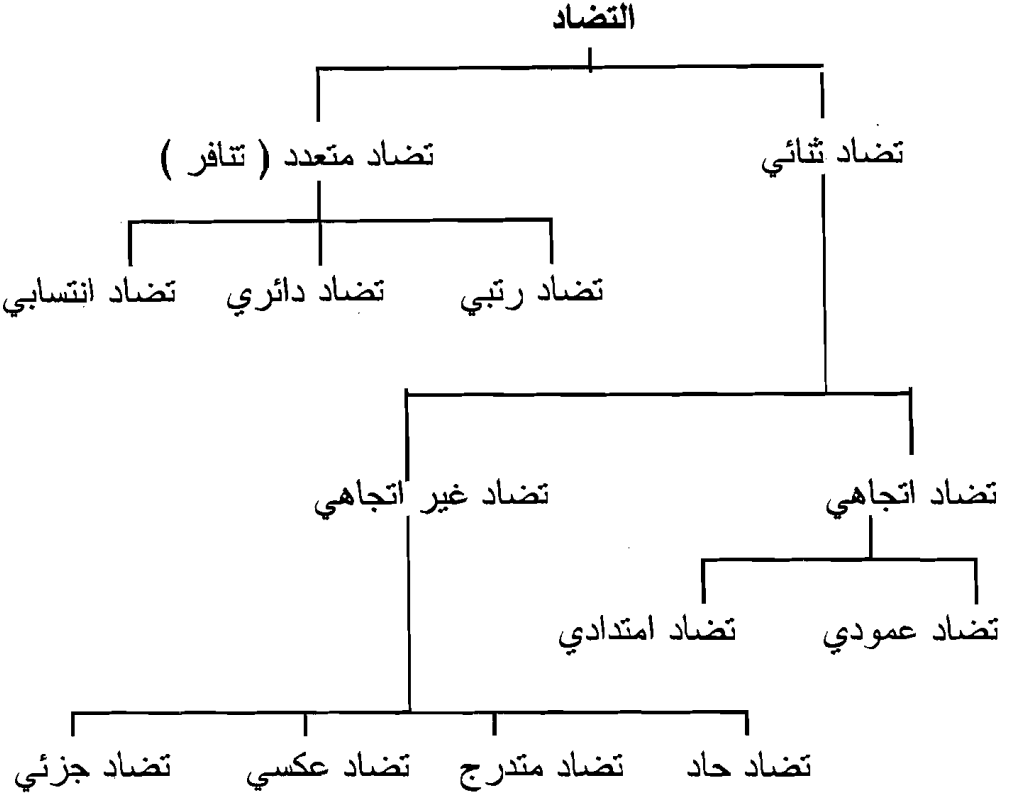 التضاد
تضاد ثنائي
تضاد متعدد ( تنافر )
تضاد رتبي
تضاد دائري
تضاد انتسابي
تضاد اتجاهي
تضاد غير اتجاهي
تضاد عمودي
تضاد امتدادي
تضاد حاد
تضاد متدرج
تضاد عكسي
تضاد جزئي